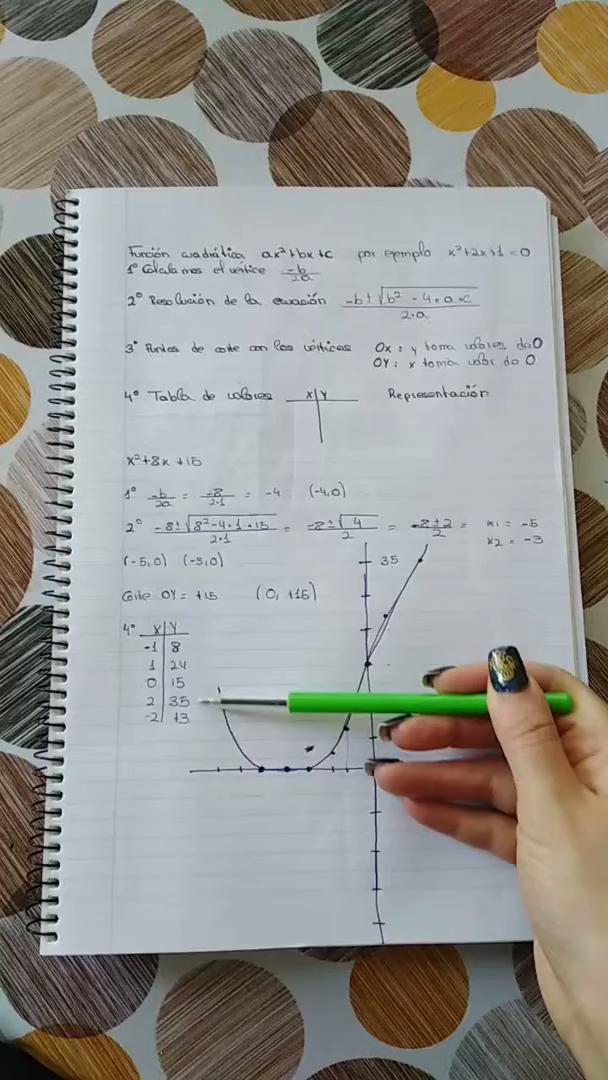 Función cuadrática ax²+bx+c por ejemplo x²+2x+1=0
1º Calculamos el vértice -b/2a
2º Resolución de la ecuación -b±√b²-4·a·c/2·a
3º Puntos de corte con los vérticas OX: y toma valores do 0
OY: x toma valor do 0
4º Tabla de valores X Y Representación
x²+8x+15
1º -b/2a = -8/2·1 = -4 (-4,0)
2º -8±√8²-4·1·15/2·1 = -8±√4/2 = -8±2/2 = x1 = -5
x2 = -3
(-5,0) (-3,0)
35
Corte OY = +15 (0, +15)
4º X Y
-1 8
1 24
0 15
2 35
-2 +3